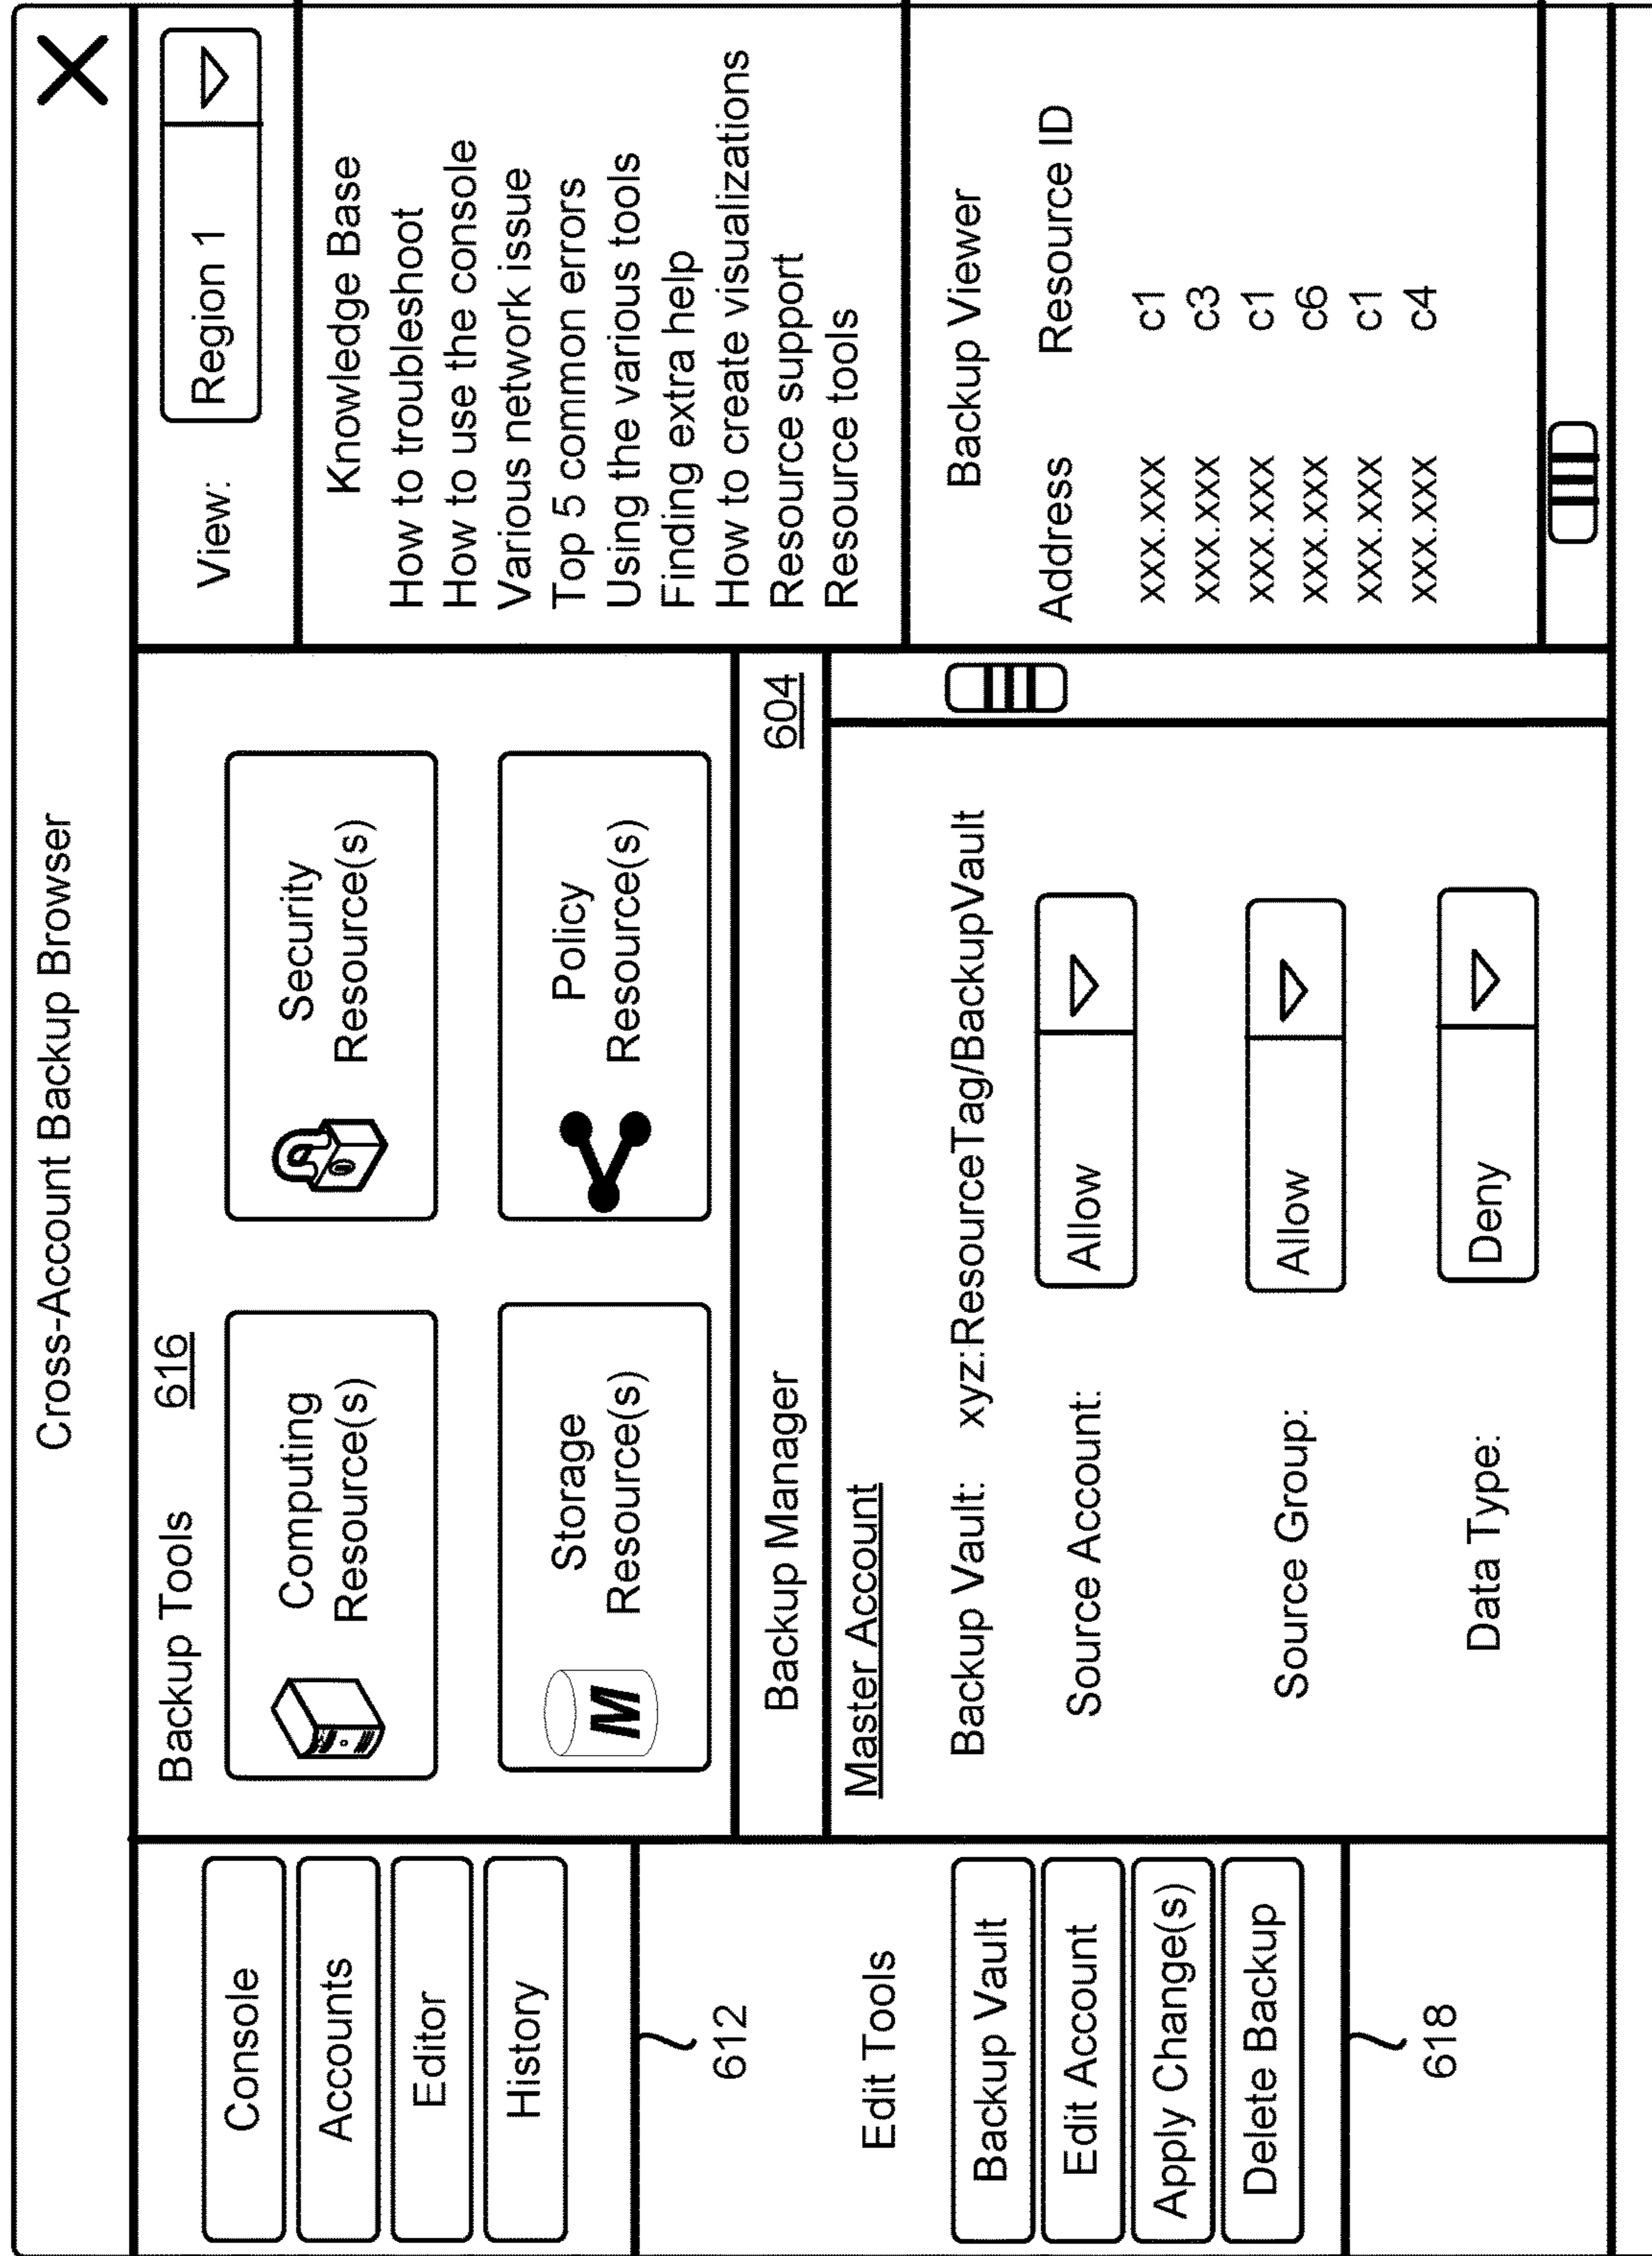 Cross-Account Backup Browser
Console
Accounts
Editor
History
612
Edit Tools
Backup Vault
Edit Account
Apply Change(s)
Delete Backup
618
Backup Tools 616
Computing
Resource(s)
Security
Resource(s)
M
Storage
Resource(s)
Policy
Resource(s)
Backup Manager 604
Master Account
Backup Vault: xyz:ResourceTag/BackupVault
Source Account: Allow
Source Group: Allow
Data Type: Deny
View: Region 1
Knowledge Base
How to troubleshoot
How to use the console
Various network issue
Top 5 common errors
Using the various tools
Finding extra help
How to create visualizations
Resource support
Resource tools
Backup Viewer
Address Resource ID
xxx.xxx c1
xxx.xxx c3
xxx.xxx c1
xxx.xxx c6
xxx.xxx c1
xxx.xxx c4